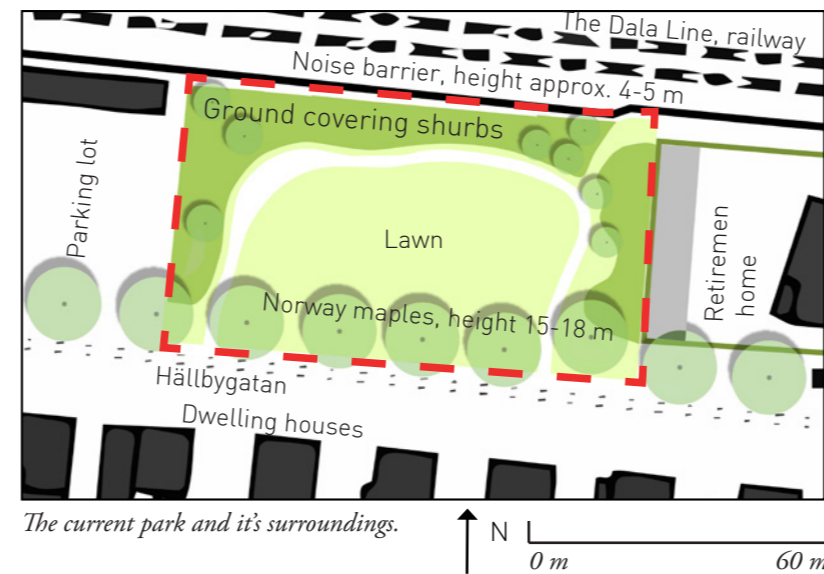 The Dala Line, railway
Noise barrier, height approx. 4-5 m
Ground covering shurbs
Parking lot
Lawn
Retiremen
home
Norway maples, height 15-18 m
Hällbygatan
Dwelling houses
The current park and it's surroundings.
N
0 m
60 m